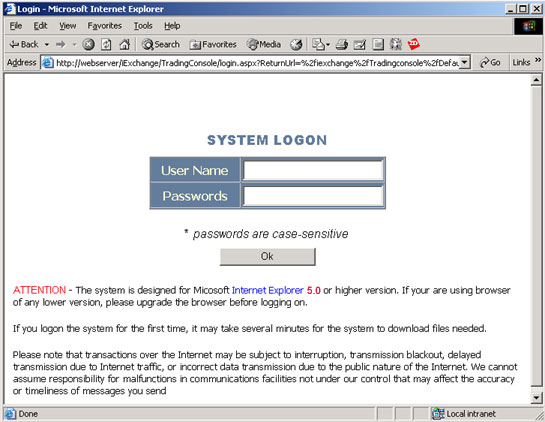 Login - Microsoft Internet Explorer
File Edit View Favorites Tools Help
Back Search Favorites Media
Address http://webserver/iExchange/TradingConsole/login.aspx?ReturnUrl=%2fiexchange%2fTradingconsole%2fDefau Go Links »
SYSTEM LOGON
User Name
Passwords
* passwords are case-sensitive
Ok
ATTENTION - The system is designed for Microsoft Internet Explorer 5.0 or higher version. If your are using browser
of any lower version, please upgrade the browser before logging on.
If you logon the system for the first time, it may take several minutes for the system to download files needed.
Please note that transactions over the Internet may be subject to interruption, transmission blackout, delayed
transmission due to Internet traffic, or incorrect data transmission due to the public nature of the Internet. We cannot
assume responsibility for malfunctions in communications facilities not under our control that may affect the accuracy
or timeliness of messages you send
Done Local intranet